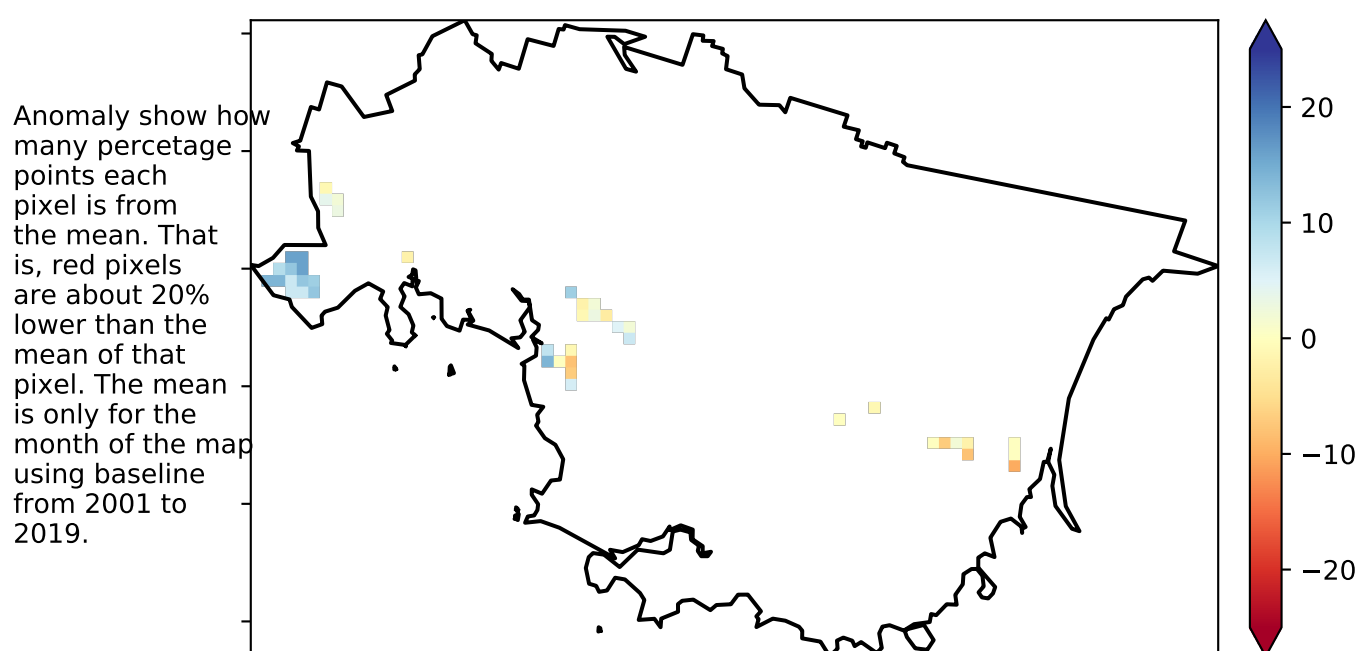 Anomaly show how
many percetage
points each
pixel is from
the mean. That
is, red pixels
are about 20%
lower than the
mean of that
pixel. The mean
is only for the
month of the map
using baseline
from 2001 to
2019.
20
10
0
−10
−20